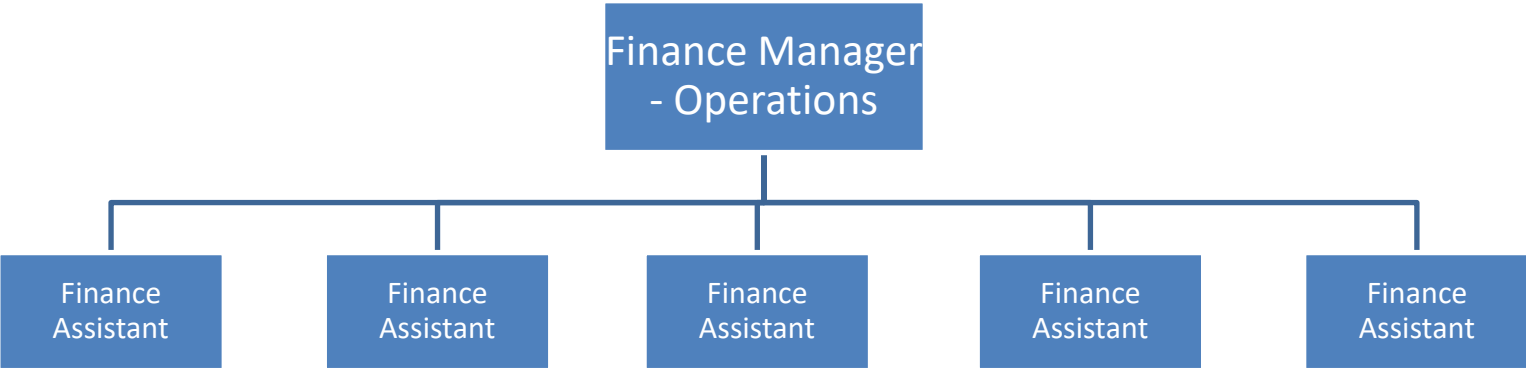 Finance Manager
- Operations
Finance
Assistant
Finance
Assistant
Finance
Assistant
Finance
Assistant
Finance
Assistant